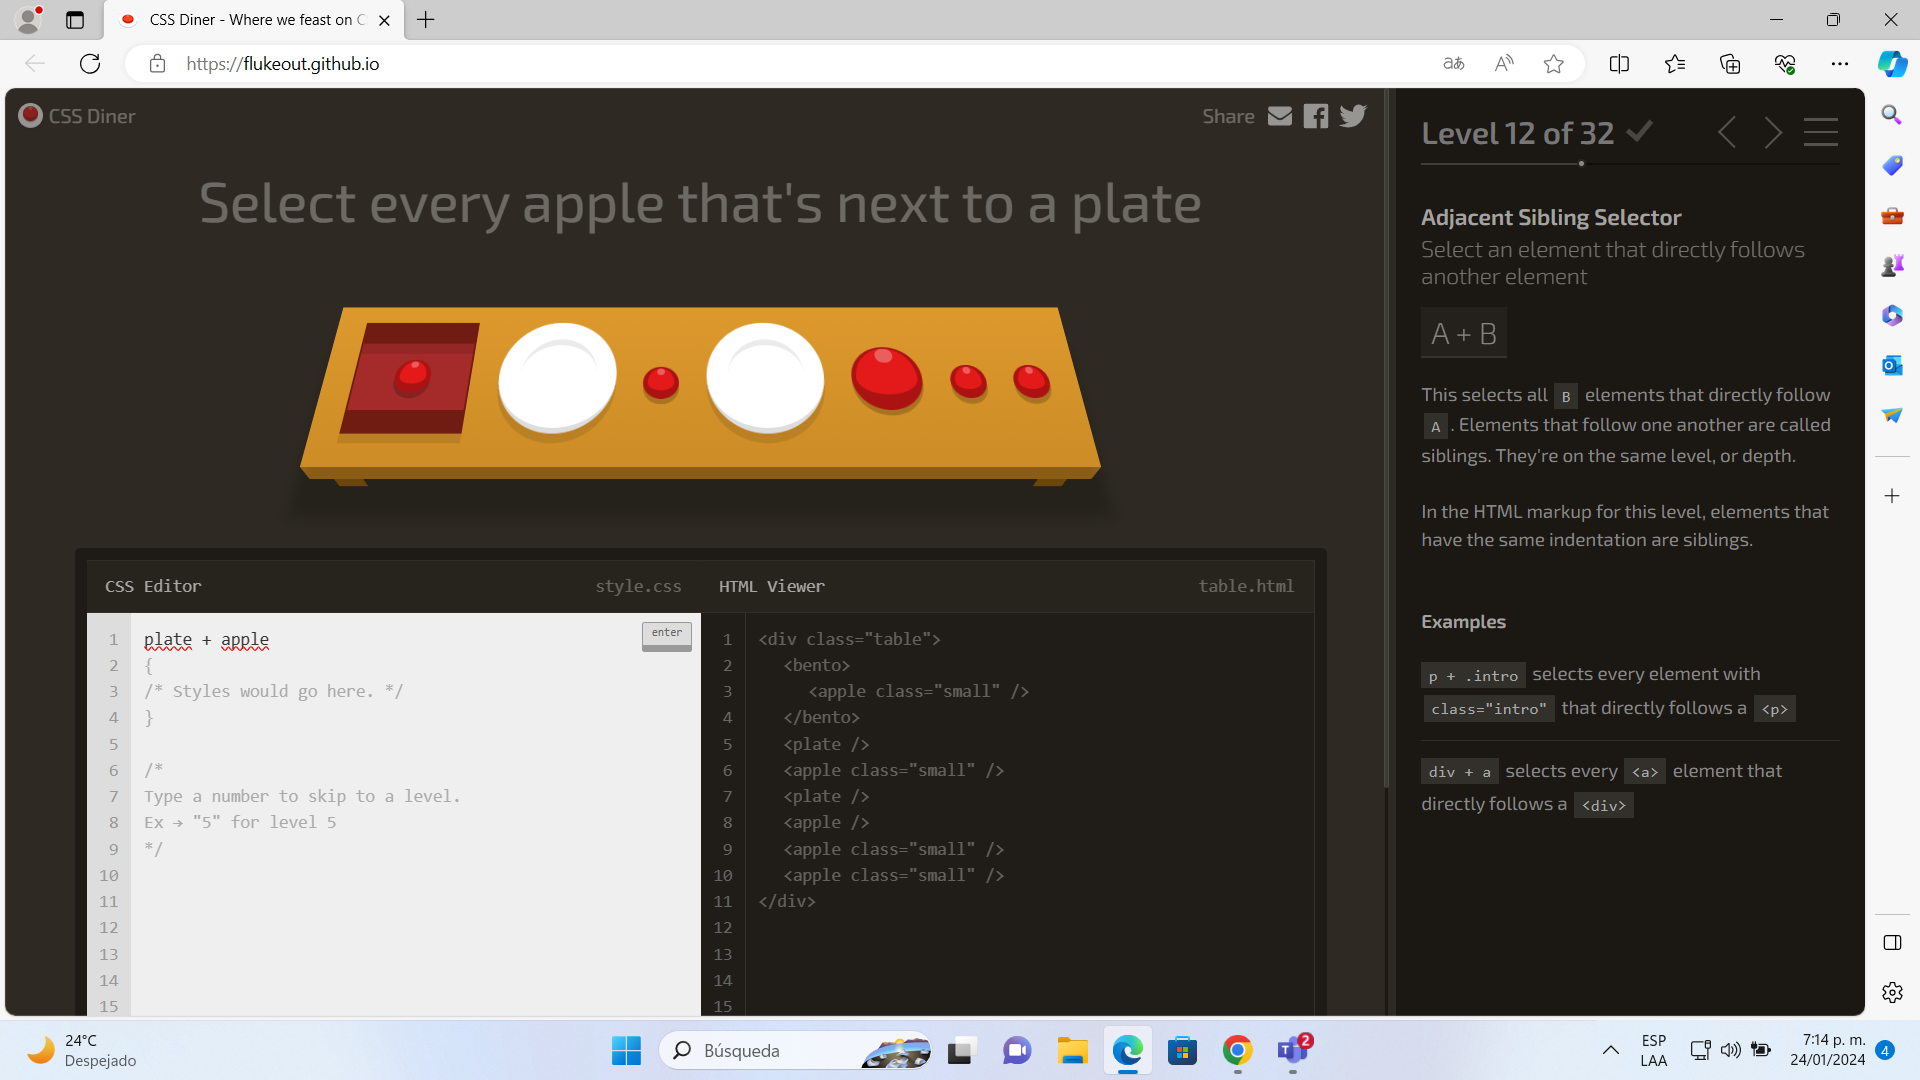 CSS Diner - Where we feast on C
https://flukeout.github.io
CSS Diner
Share
Select every apple that's next to a plate
CSS Editor
style.css
1 plate + apple
enter
2 {
3 /* Styles would go here. */
4 }
5
6 /*
7 Type a number to skip to a level.
8 Ex → "5" for level 5
9 */
10
11
12
13
14
15
HTML Viewer
table.html
1 <div class="table">
2 <bento>
3 <apple class="small" />
4 </bento>
5 <plate />
6 <apple class="small" />
7 <plate />
8 <apple />
9 <apple class="small" />
10 <apple class="small" />
11 </div>
12
13
14
15
Level 12 of 32
Adjacent Sibling Selector
Select an element that directly follows
another element
A + B
This selects all B elements that directly follow
A . Elements that follow one another are called
siblings. They're on the same level, or depth.
In the HTML markup for this level, elements that
have the same indentation are siblings.
Examples
p + .intro selects every element with
class="intro" that directly follows a <p>
div + a selects every <a> element that
directly follows a <div>
24°C
Despejado
Búsqueda
2
ESP
LAA
7:14 p. m.
24/01/2024
4